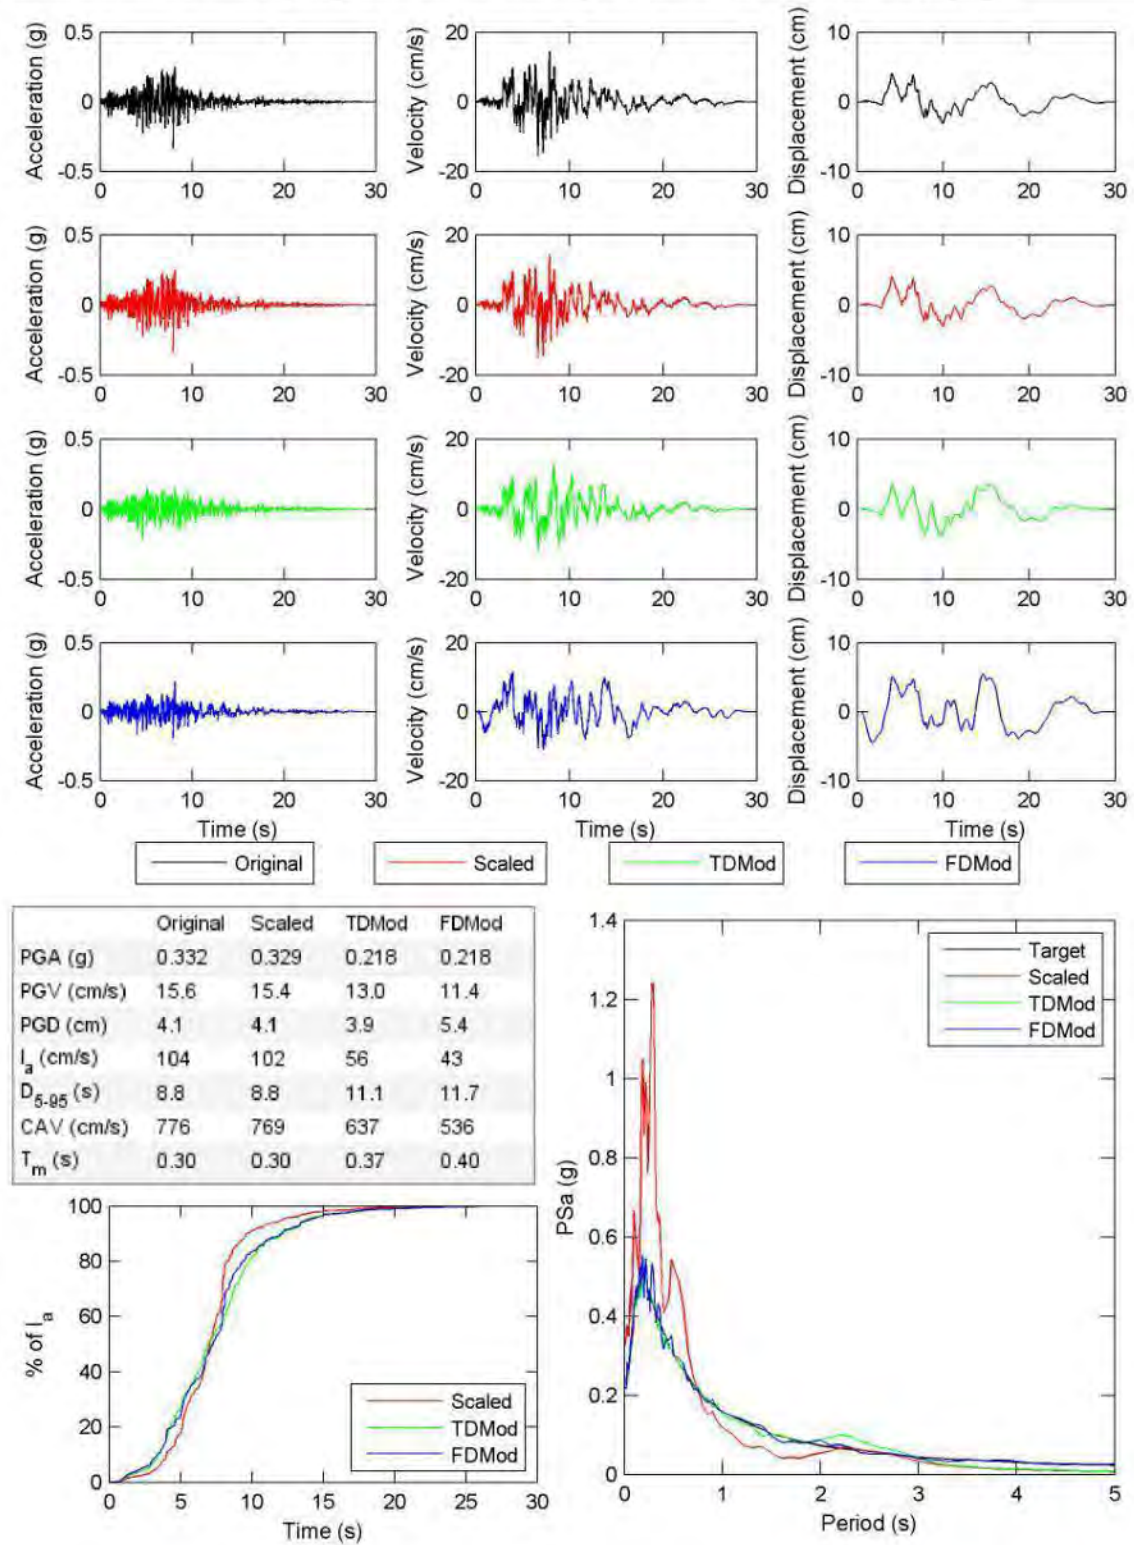 Acceleration (g)
0.5
0
-0.5
0 10 20 30
Velocity (cm/s)
20
0
-20
0 10 20 30
Displacement (cm)
10
0
-10
0 10 20 30
Acceleration (g)
0.5
0
-0.5
0 10 20 30
Velocity (cm/s)
20
0
-20
0 10 20 30
Displacement (cm)
10
0
-10
0 10 20 30
Acceleration (g)
0.5
0
-0.5
0 10 20 30
Velocity (cm/s)
20
0
-20
0 10 20 30
Displacement (cm)
10
0
-10
0 10 20 30
Acceleration (g)
0.5
0
-0.5
0 10 20 30
Time (s)
Velocity (cm/s)
20
0
-20
0 10 20 30
Time (s)
Displacement (cm)
10
0
-10
0 10 20 30
Time (s)
Original Scaled TDMod FDMod
Original Scaled TDMod FDMod
PGA (g) 0.332 0.329 0.218 0.218
PGV (cm/s) 15.6 15.4 13.0 11.4
PGD (cm) 4.1 4.1 3.9 5.4
Ia (cm/s) 104 102 56 43
D5-95 (s) 8.8 8.8 11.1 11.7
CAV (cm/s) 776 769 637 536
Tm (s) 0.30 0.30 0.37 0.40
% of Ia
100
80
60
40
20
0
0 5 10 15 20 25 30
Time (s)
Scaled
TDMod
FDMod
PSa (g)
1.4
1.2
1
0.8
0.6
0.4
0.2
0
0 1 2 3 4 5
Period (s)
Target
Scaled
TDMod
FDMod